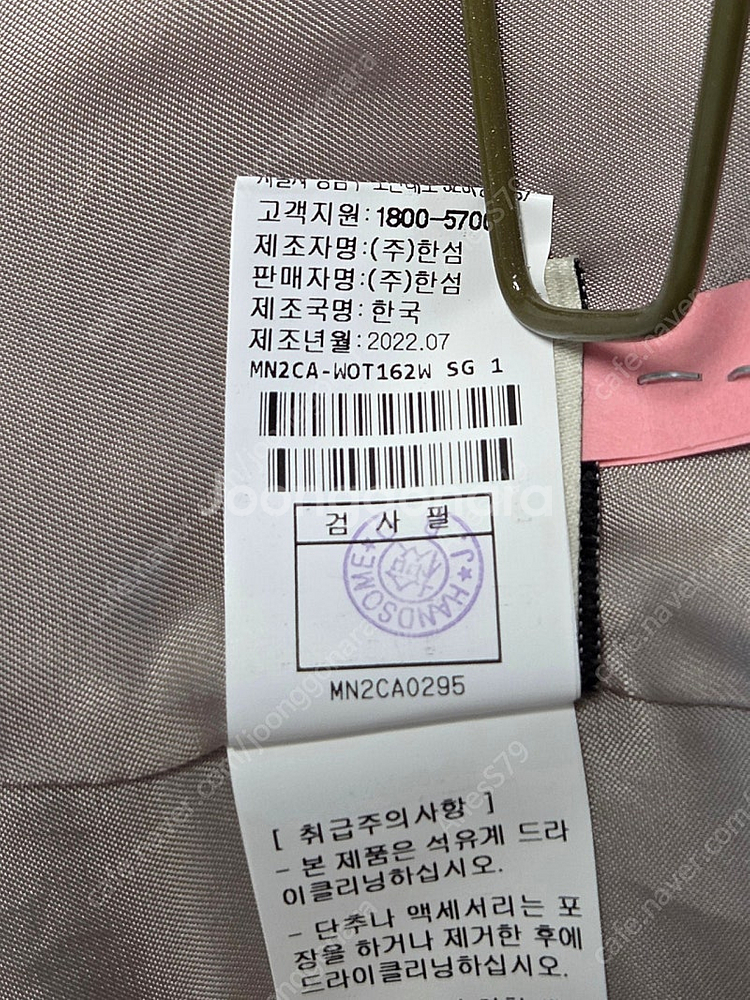 고객지원: 1800-570
제조자명:(주)한섬
판매자명:(주)한섬
제조국명: 한국
제조년월: 2022.07
MN2CA-WOT162W SG 1
Joonggonara
검 사 필
HANDSOME
MN2CA0295
[ 취급주의사항 ]
- 본 제품은 석유계 드라
이클리닝하십시오.
- 단추나 액세서리는 포
장을 하거나 제거한 후에
드라이클리닝하십시오.